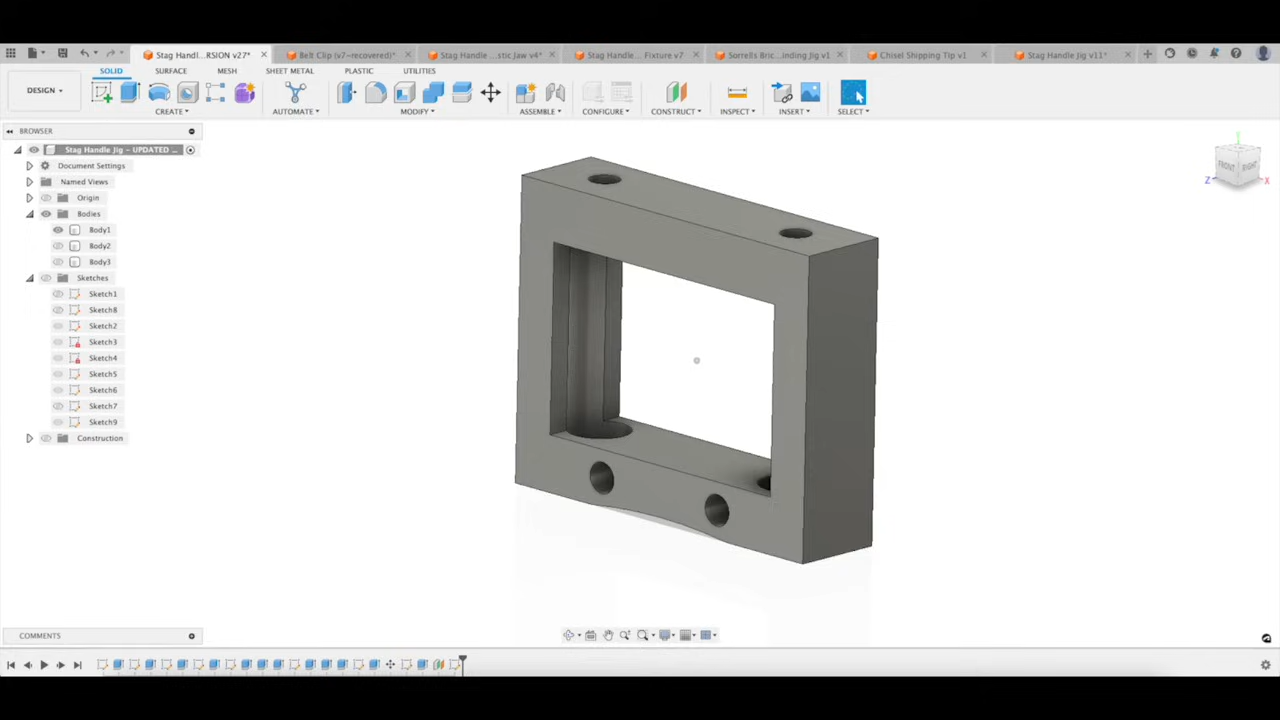 Stag Handl...RSION v27*
Belt Clip (v7~recovered)*
Stag Handle ...stic Jaw v4*
Stag Handle... Fixture v7
Sorrells Bric...inding Jig v1
Chisel Shipping Tip v1
Stag Handle Jig v11*
SOLID SURFACE MESH SHEET METAL PLASTIC UTILITIES
DESIGN
CREATE AUTOMATE MODIFY ASSEMBLE CONFIGURE CONSTRUCT INSPECT INSERT SELECT
BROWSER
Stag Handle Jig – UPDATED ...
Document Settings
Named Views
Origin
Bodies
Body1
Body2
Body3
Sketches
Sketch1
Sketch8
Sketch2
Sketch3
Sketch4
Sketch5
Sketch6
Sketch7
Sketch9
Construction
FRONT RIGHT
Z X
COMMENTS